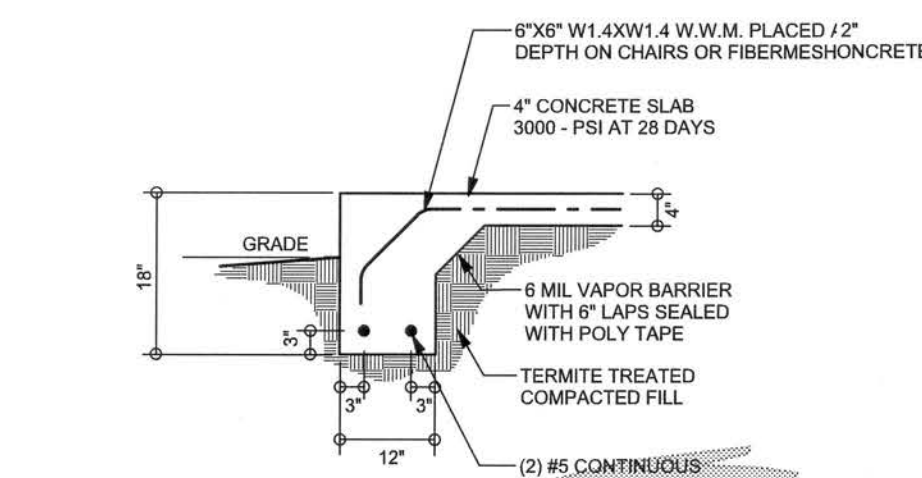 6"X6" W1.4XW1.4 W.W.M. PLACED 2"
DEPTH ON CHAIRS OR FIBERMESH
4" CONCRETE SLAB
3000 - PSI AT 28 DAYS
4"
GRADE
18"
3"
6 MIL VAPOR BARRIER
WITH 6" LAPS SEALED
WITH POLY TAPE
TERMITE TREATED
COMPACTED FILL
3"
3"
12"
(2) #5 CONTINUOUS